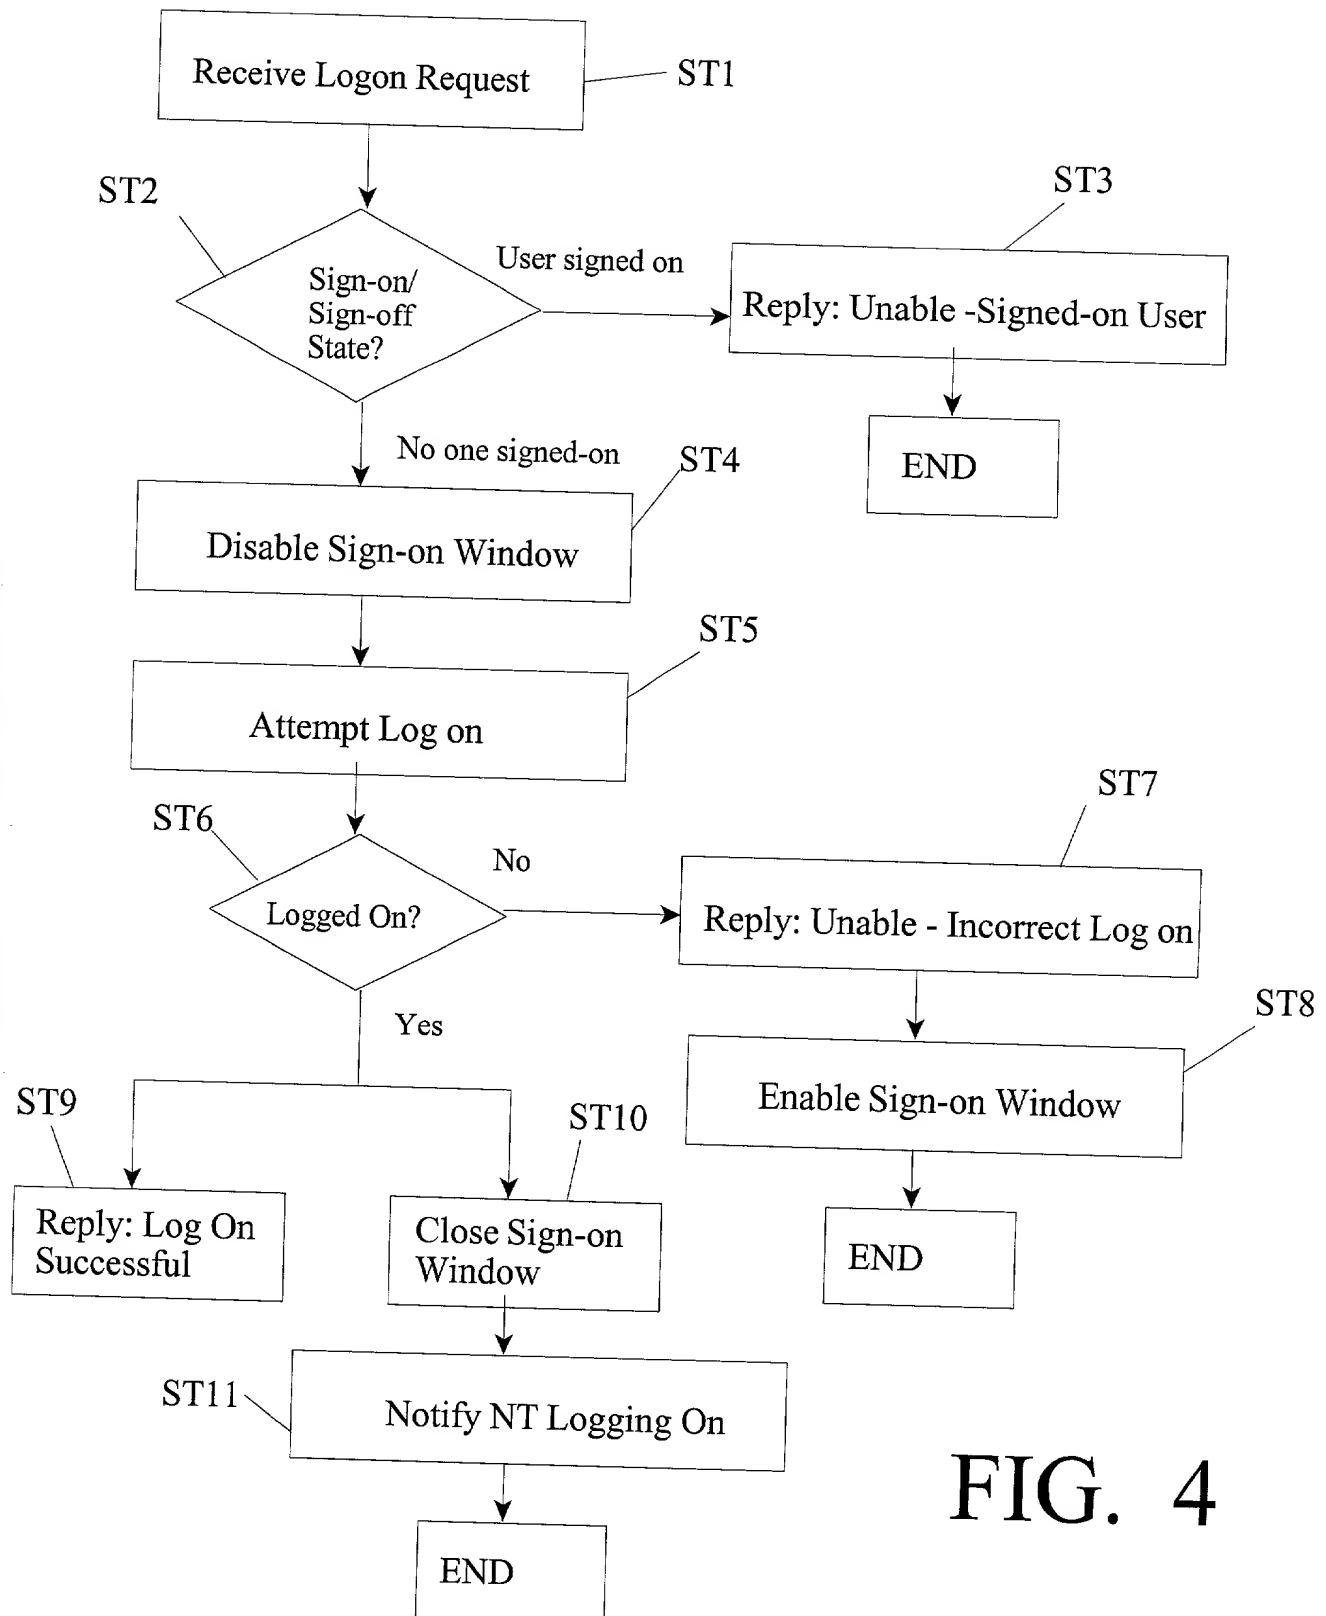 Receive Logon Request
ST1
ST2
ST3
Sign-on/
Sign-off
State?
User signed on
Reply: Unable -Signed-on User
END
No one signed-on
ST4
Disable Sign-on Window
ST5
Attempt Log on
ST6
Logged On?
No
ST7
Reply: Unable - Incorrect Log on
Yes
ST8
Enable Sign-on Window
END
ST9
Reply: Log On
Successful
ST10
Close Sign-on
Window
ST11
Notify NT Logging On
END
FIG. 4